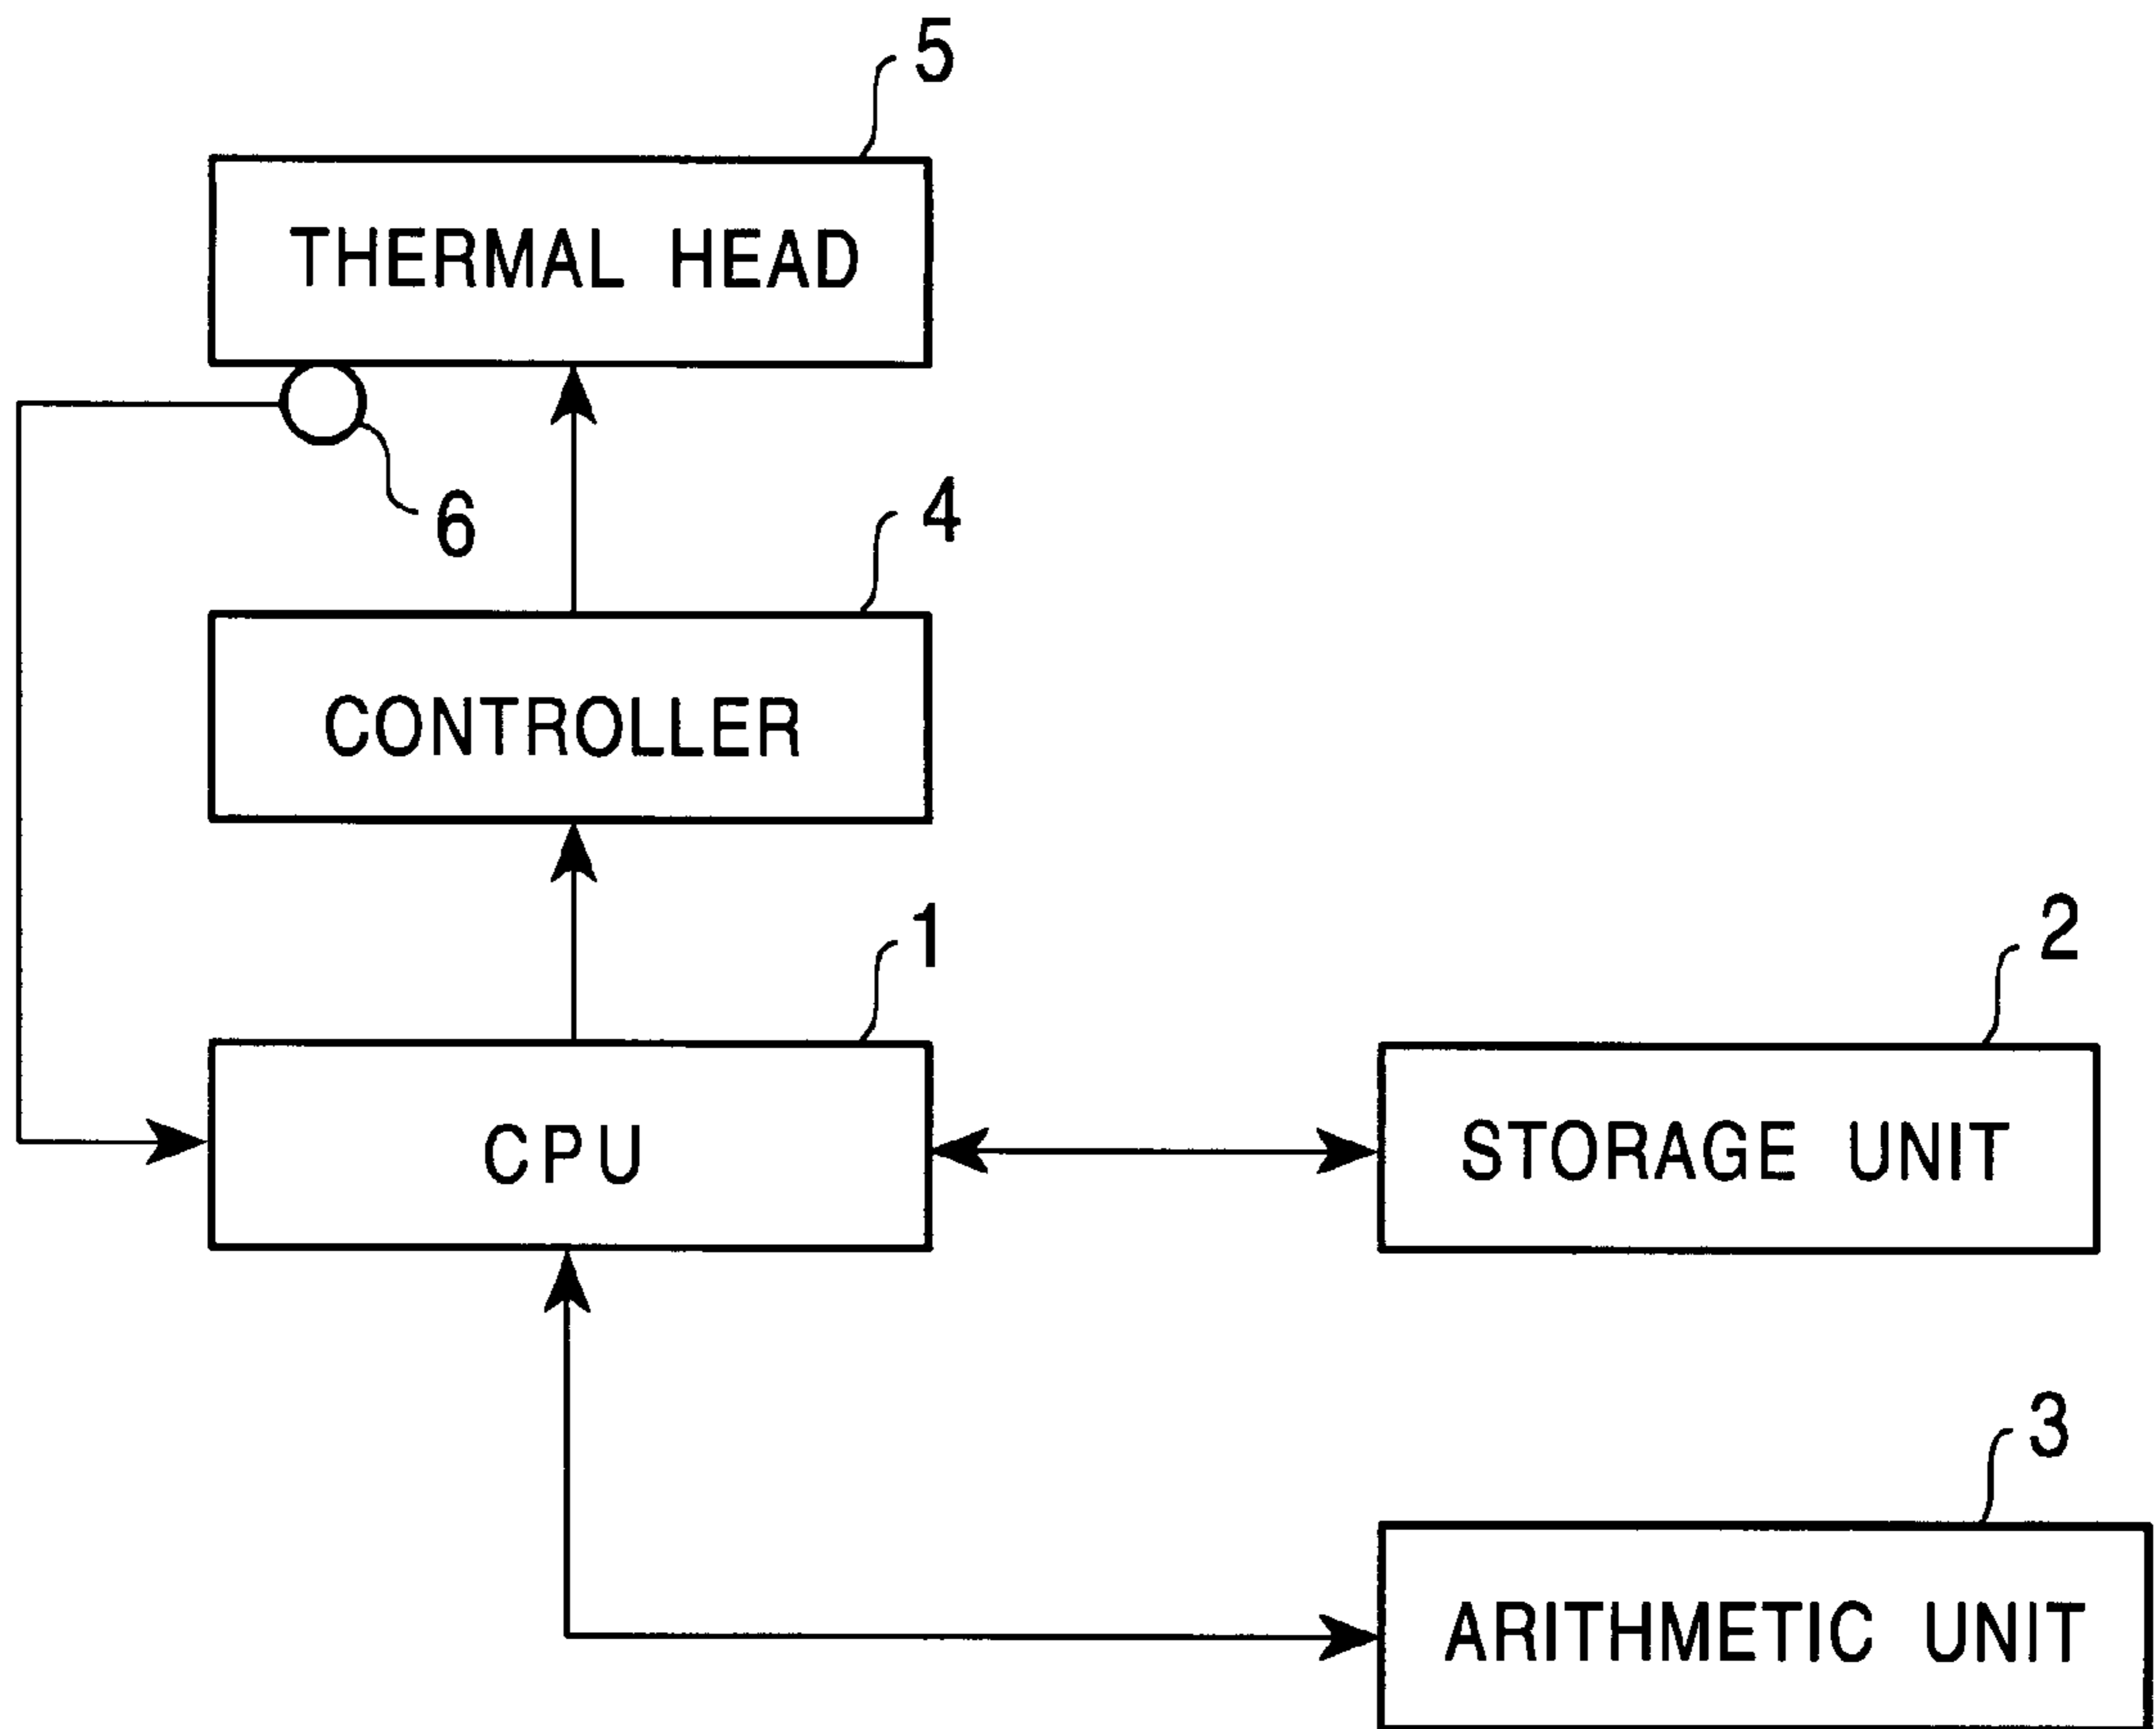 5
THERMAL HEAD
6
4
CONTROLLER
1
2
CPU
STORAGE UNIT
3
ARITHMETIC UNIT